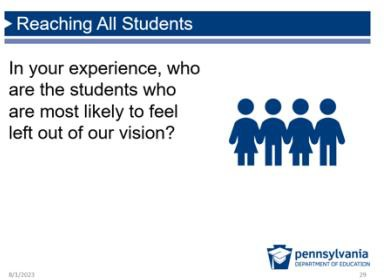 Reaching All Students
In your experience, who
are the students who
are most likely to feel
left out of our vision?
pennsylvania
DEPARTMENT OF EDUCATION
8/1/2023
29